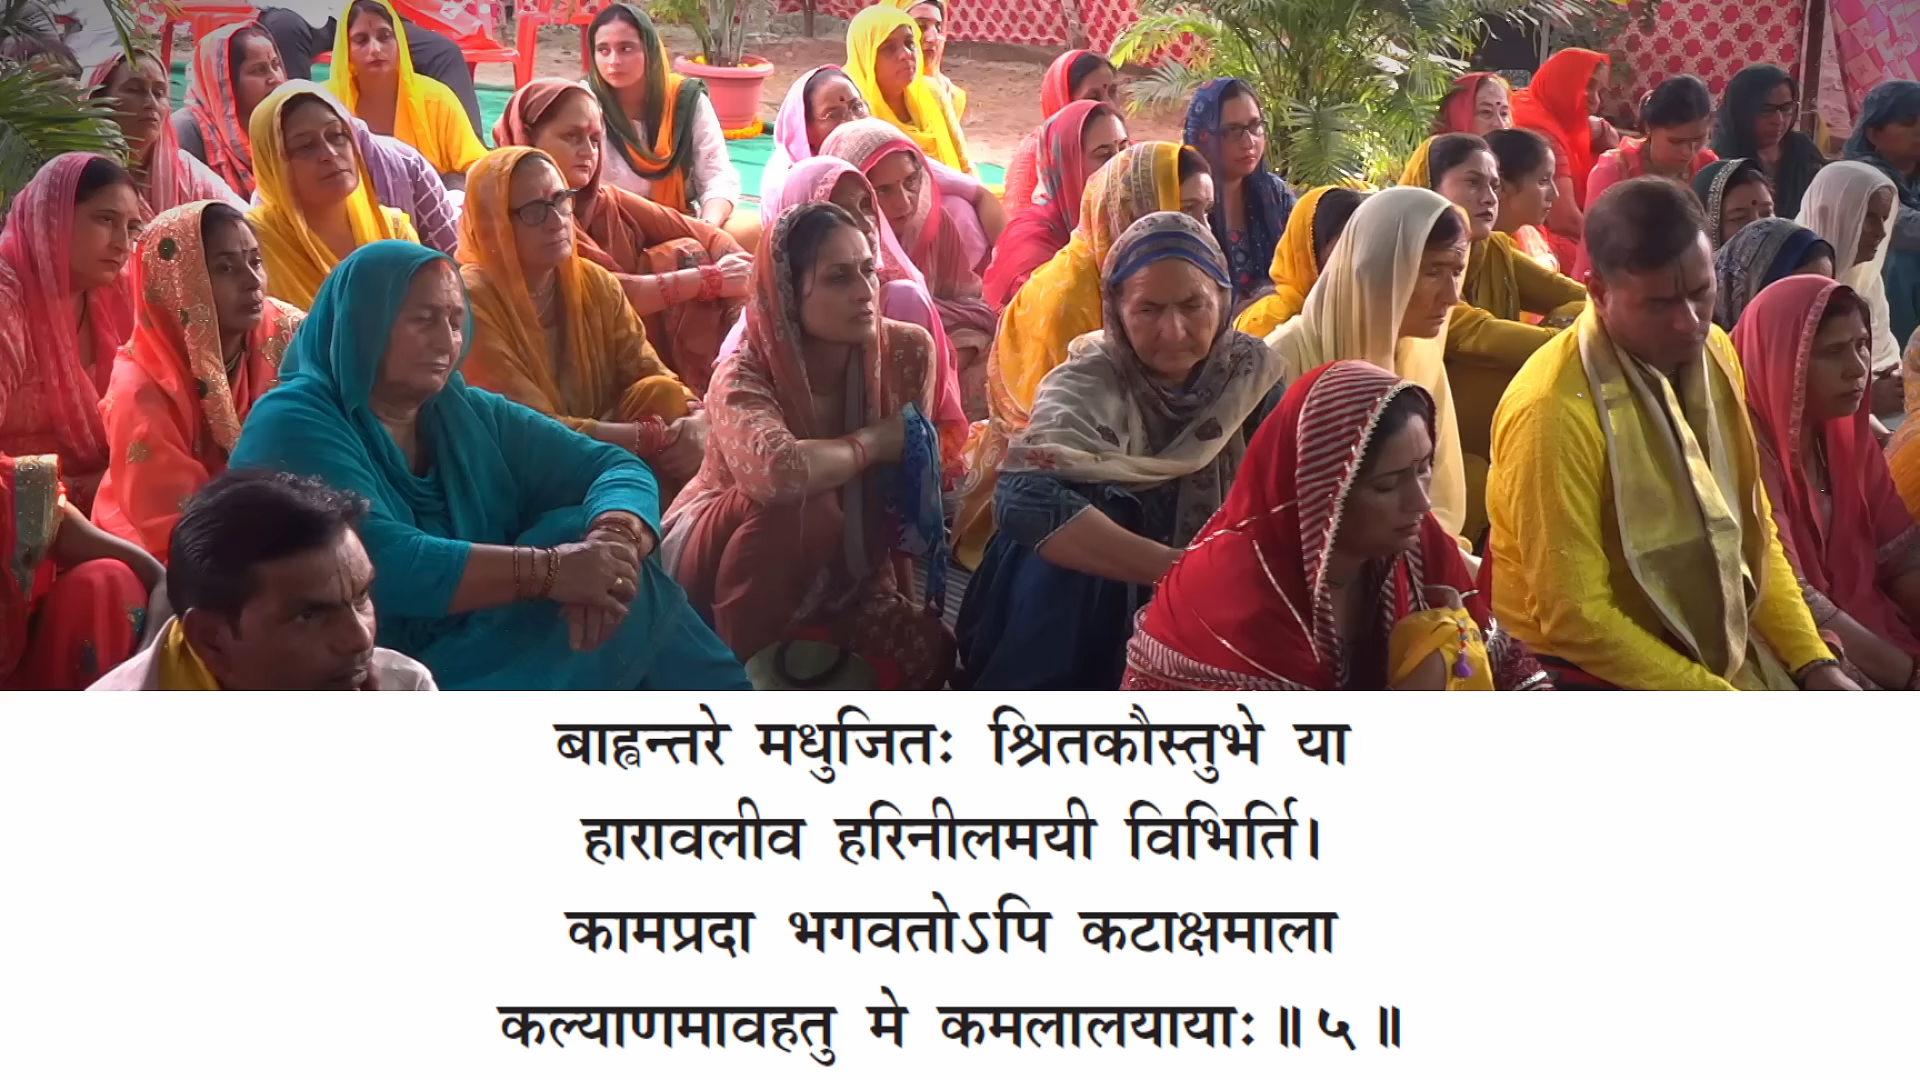 बाह्वन्तरे मधुजितः श्रितकौस्तुभे या
हारावलीव हरिनीलमयी विभिर्ति।
कामप्रदा भगवतोऽपि कटाक्षमाला
कल्याणमावहतु मे कमलालयायाः॥५॥